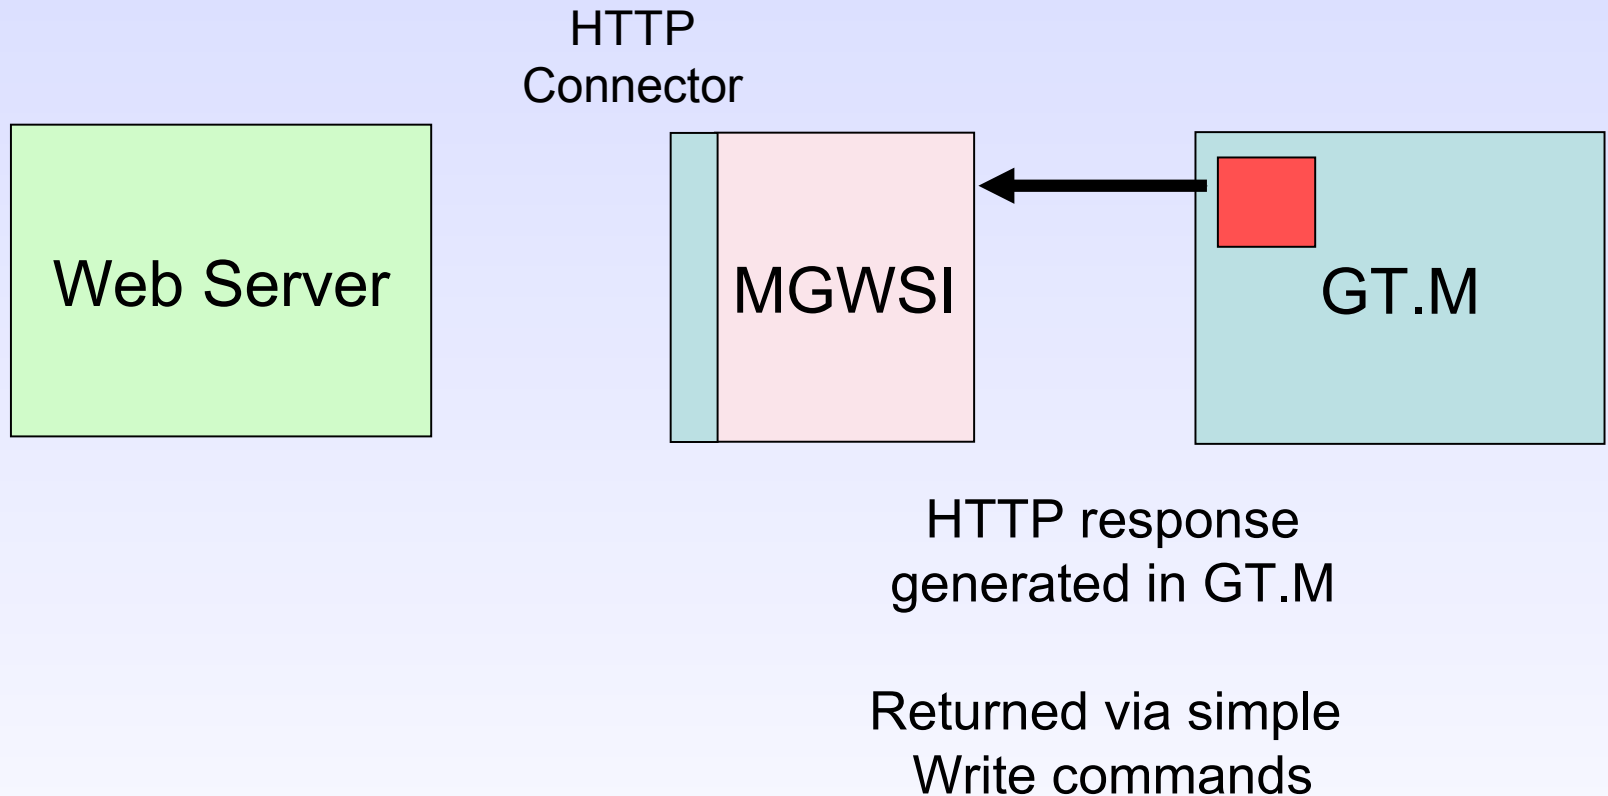 HTTP
Connector
Web Server
MGWSI
GT.M
HTTP response
generated in GT.M
Returned via simple
Write commands